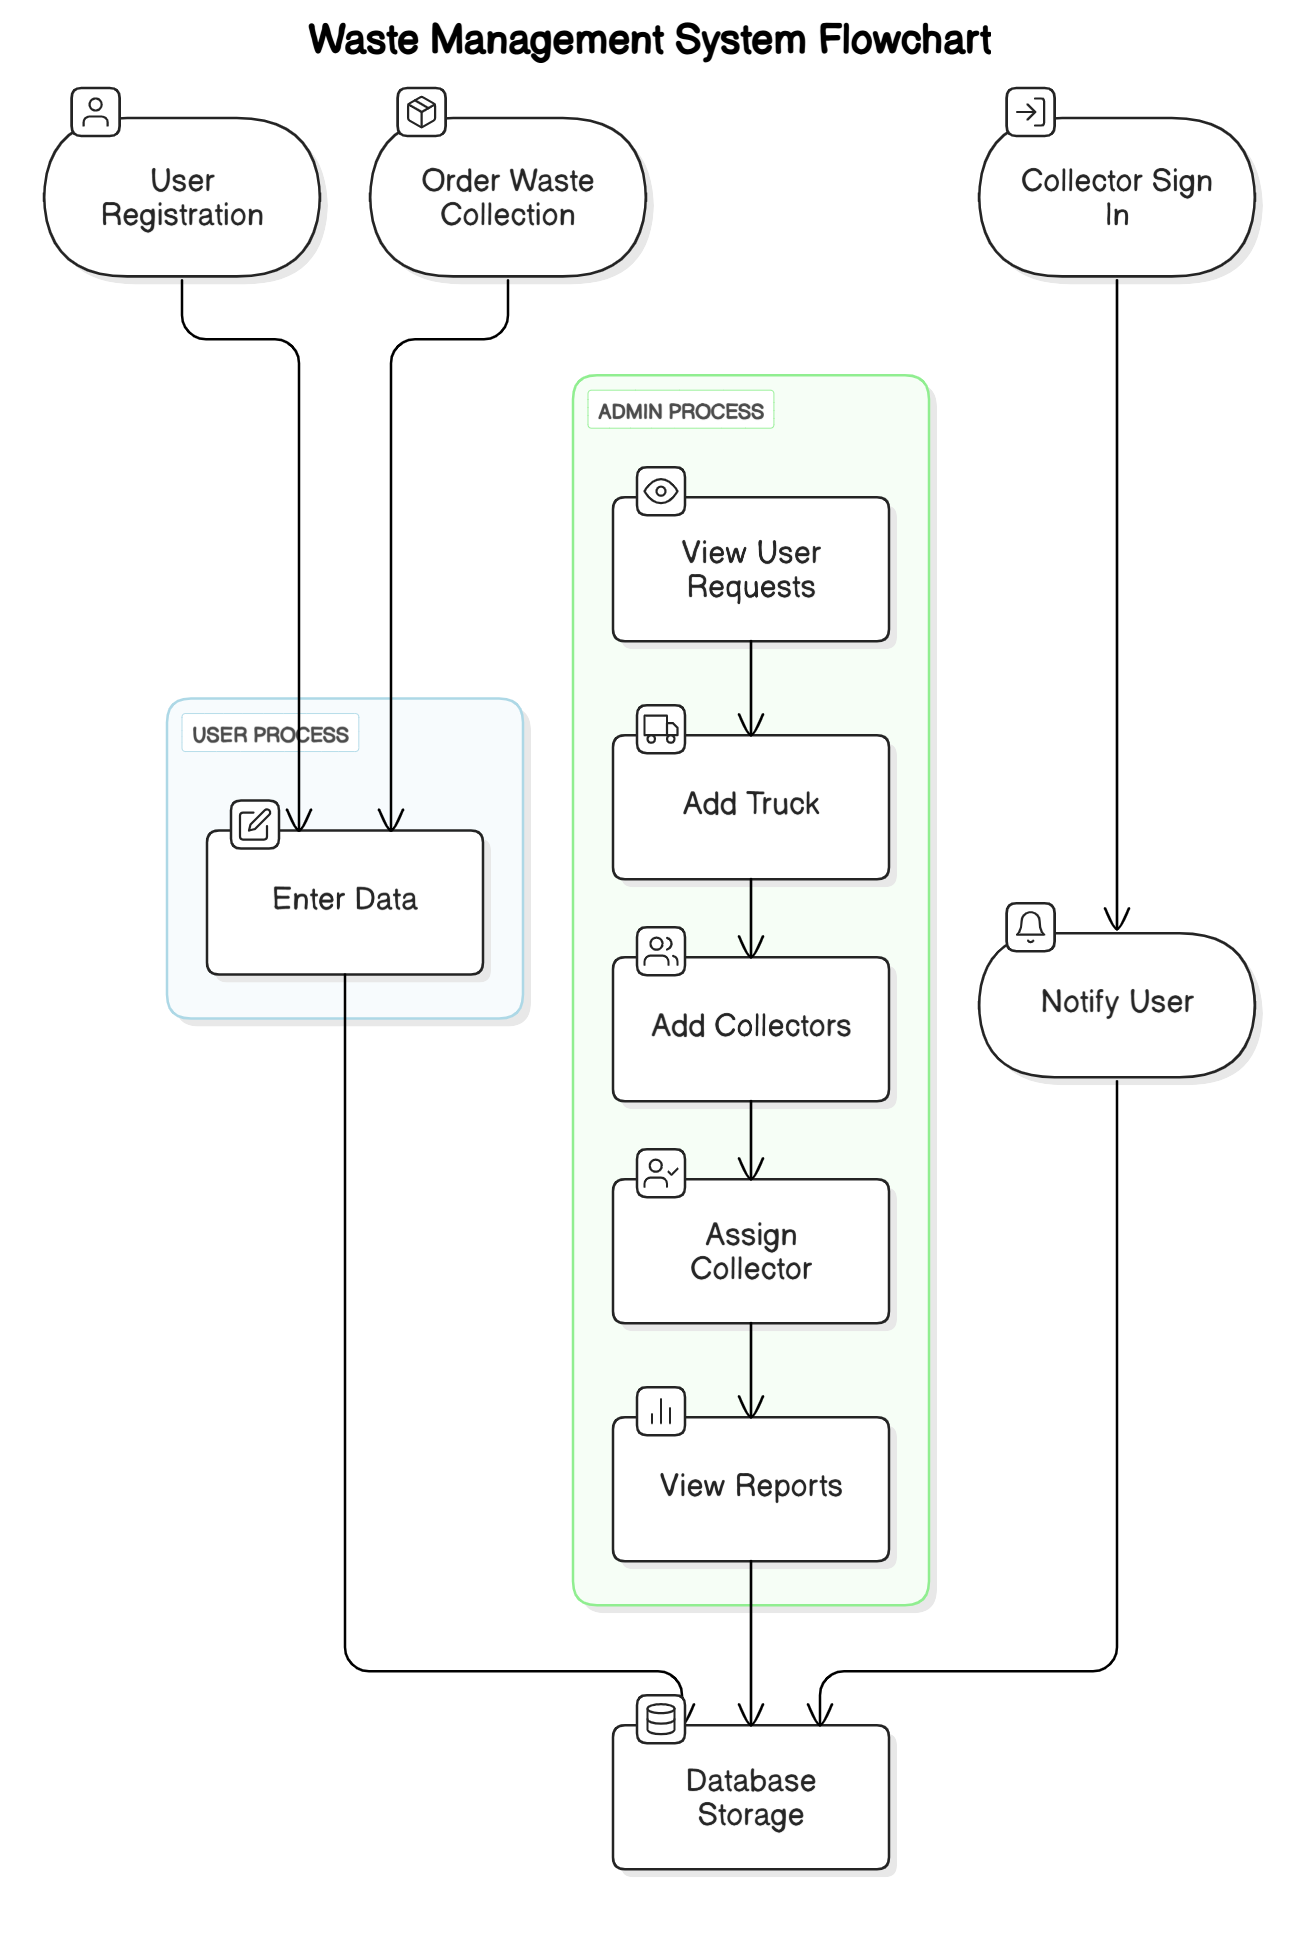 Waste Management System Flowchart
User
Registration
Order Waste
Collection
Collector Sign
In
ADMIN PROCESS
View User
Requests
USER PROCESS
Add Truck
Enter Data
Add Collectors
Notify User
Assign
Collector
View Reports
Database
Storage